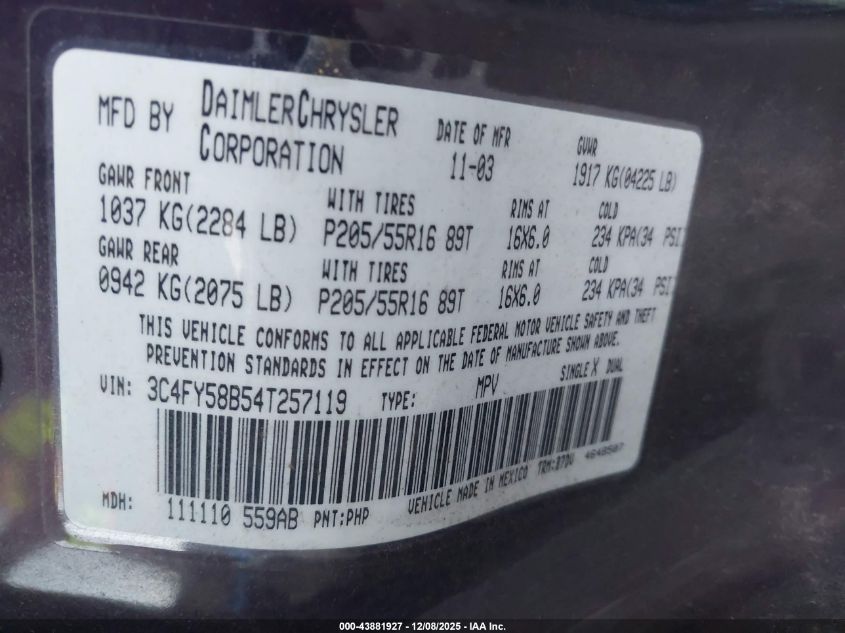 MFD BY DAIMLERCHRYSLER CORPORATION DATE OF MFR 11-03 GVWR 1917 KG(04225 LB)
GAWR FRONT WITH TIRES RIMS AT COLD
1037 KG(2284 LB) P205/55R16 89T 16X6.0 234 KPA(34 PSI
GAWR REAR WITH TIRES RIMS AT COLD
0942 KG(2075 LB) P205/55R16 89T 16X6.0 234 KPA(34 PSI
THIS VEHICLE CONFORMS TO ALL APPLICABLE FEDERAL MOTOR VEHICLE SAFETY AND THEFT
PREVENTION STANDARDS IN EFFECT ON THE DATE OF MANUFACTURE SHOWN ABOVE.
VIN: 3C4FY58B54T257119 TYPE: MPV SINGLE X DUAL
MDH: 111110 559AB PNT:PHP VEHICLE MADE IN MEXICO TRM:B7DV 4648507
000-43881927 - 12/08/2025 - IAA Inc.